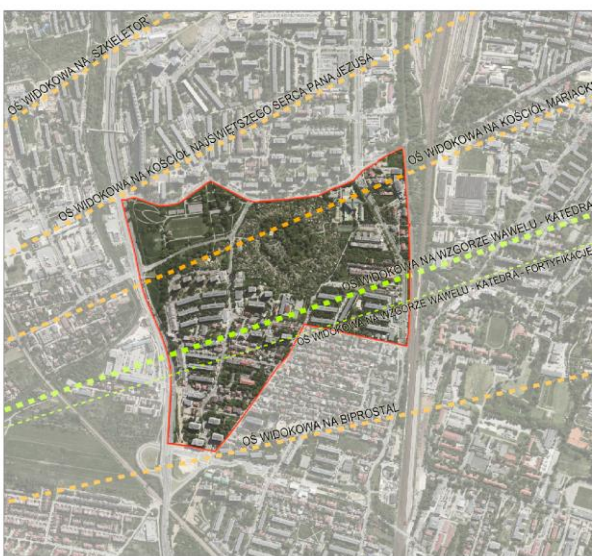 OŚ WIDOKOWA NA „SZKIELETOR”
OŚ WIDOKOWA NA KOŚCIÓŁ NAJŚWIĘTSZEGO SERCA PANA JEZUSA
OŚ WIDOKOWA NA KOŚCIÓŁ MARIACKI
OŚ WIDOKOWA NA WZGÓRZE WAWELU - KATEDRA
OŚ WIDOKOWA NA WZGÓRZE WAWELU - KATEDRA - FORTYFIKACJE
OŚ WIDOKOWA NA BIPROSTAL